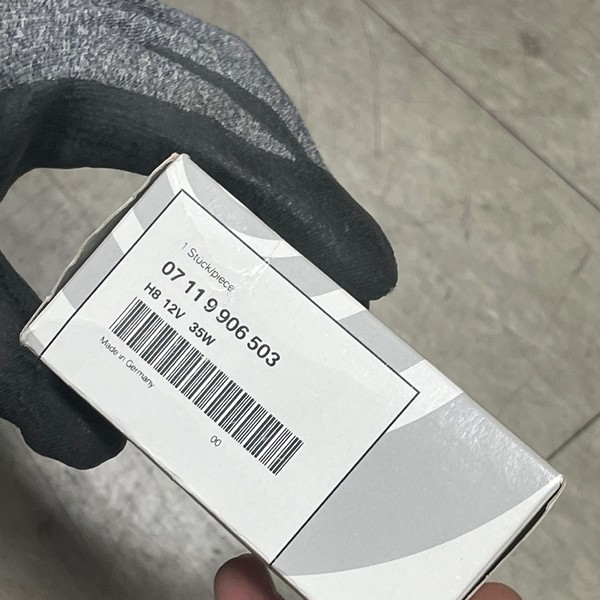 1 Stück/piece
07 11 9 906 503
H8 12V 35W
Made in Germany
00